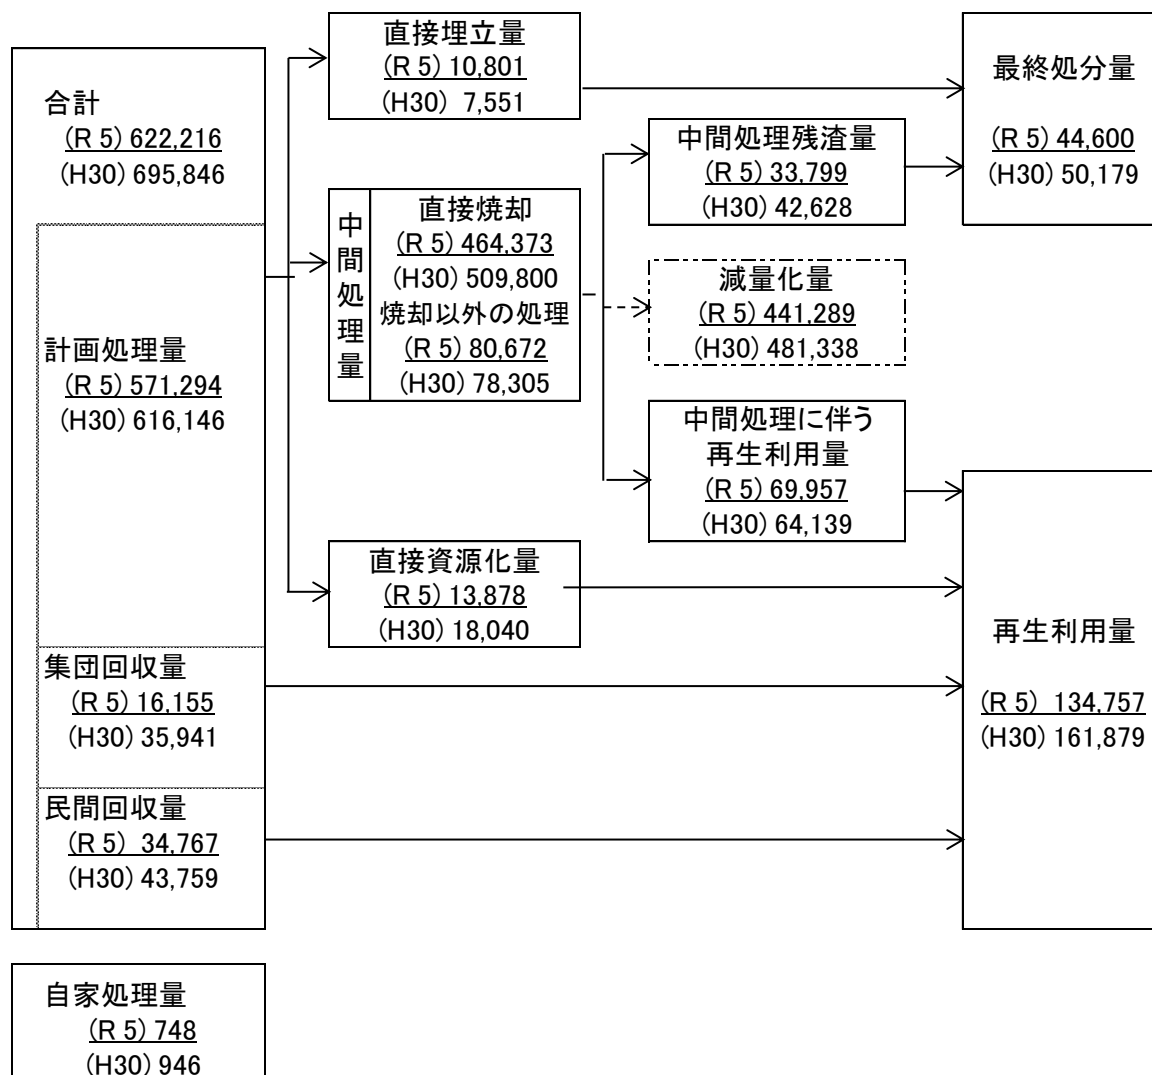 合計
(R 5) 622,216
(H30) 695,846
計画処理量
(R 5) 571,294
(H30) 616,146
集団回収量
(R 5) 16,155
(H30) 35,941
民間回収量
(R 5) 34,767
(H30) 43,759
自家処理量
(R 5) 748
(H30) 946
直接埋立量
(R 5) 10,801
(H30) 7,551
中間処理量
直接焼却
(R 5) 464,373
(H30) 509,800
焼却以外の処理
(R 5) 80,672
(H30) 78,305
直接資源化量
(R 5) 13,878
(H30) 18,040
中間処理残渣量
(R 5) 33,799
(H30) 42,628
減量化量
(R 5) 441,289
(H30) 481,338
中間処理に伴う
再生利用量
(R 5) 69,957
(H30) 64,139
最終処分量
(R 5) 44,600
(H30) 50,179
再生利用量
(R 5) 134,757
(H30) 161,879